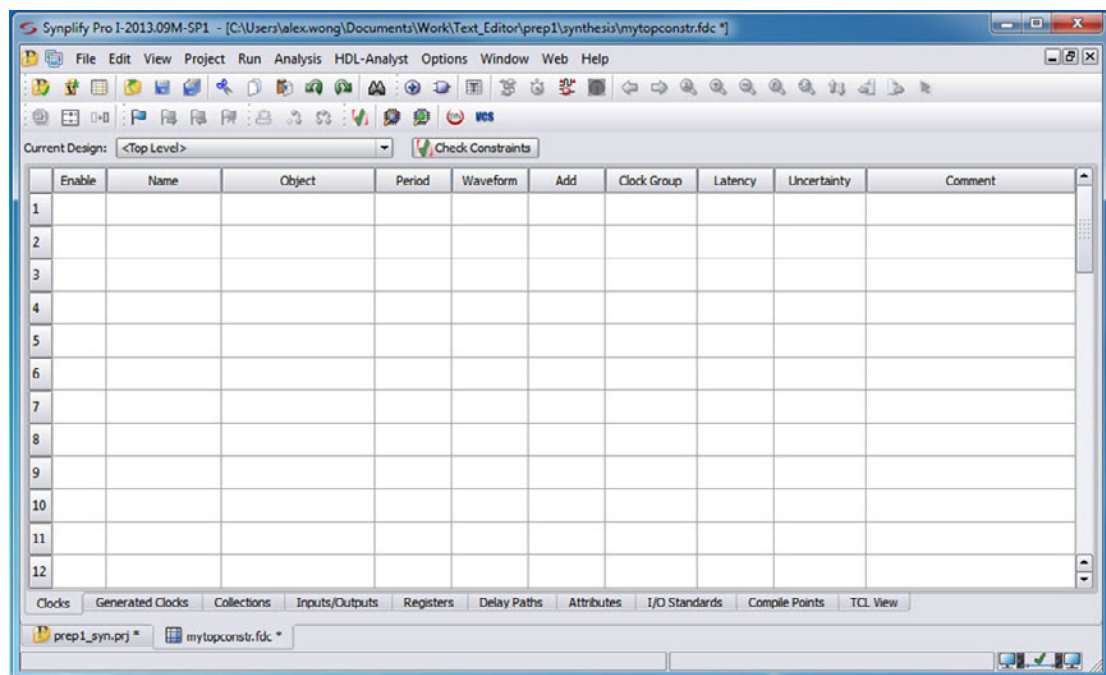 Synplify Pro I-2013.09M-SP1 - [C:\Users\alex.wong\Documents\Work\Text_Editor\prep1\synthesis\mytopconstr.fdc *]
File Edit View Project Run Analysis HDL-Analyst Options Window Web Help
VCS
Current Design: <Top Level> Check Constraints
Enable Name Object Period Waveform Add Clock Group Latency Uncertainty Comment
1
2
3
4
5
6
7
8
9
10
11
12
Clocks Generated Clocks Collections Inputs/Outputs Registers Delay Paths Attributes I/O Standards Compile Points TCL View
prep1_syn.prj * mytopconstr.fdc *